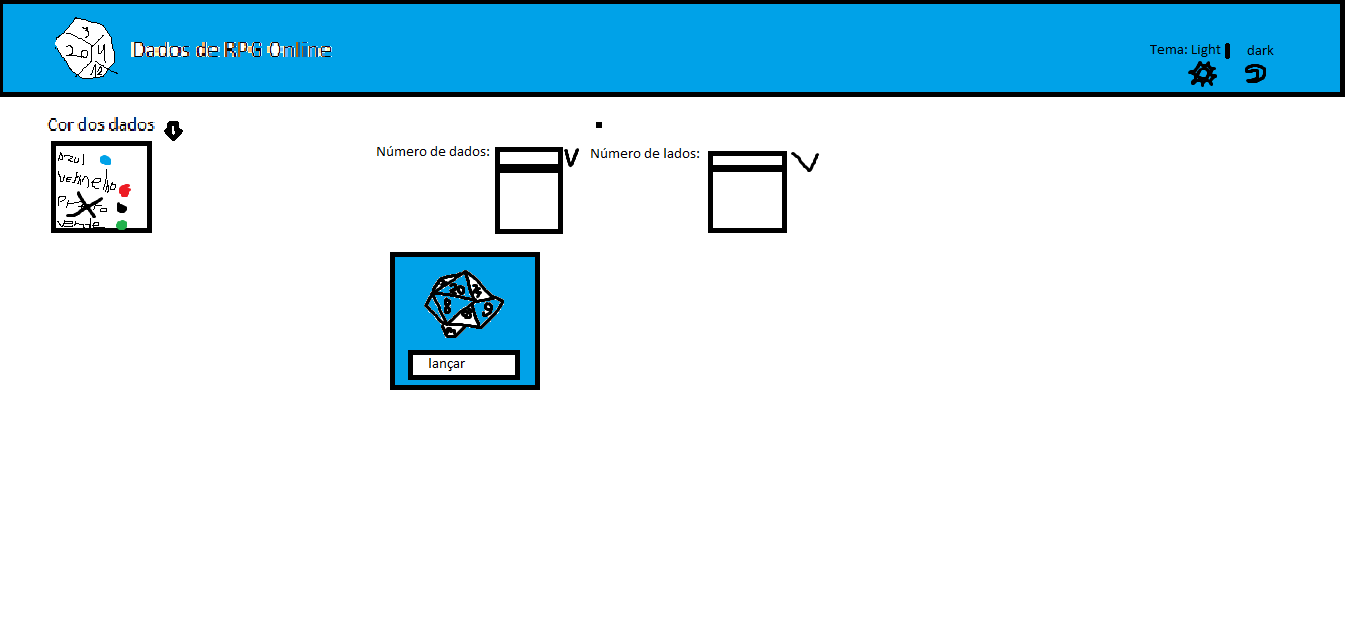 Dados de RPG Online
Tema: Light dark
3
20 4
12
Cor dos dados
Azul
Vermelho
verde
Número de dados:
Número de lados:
20
8 9
lançar